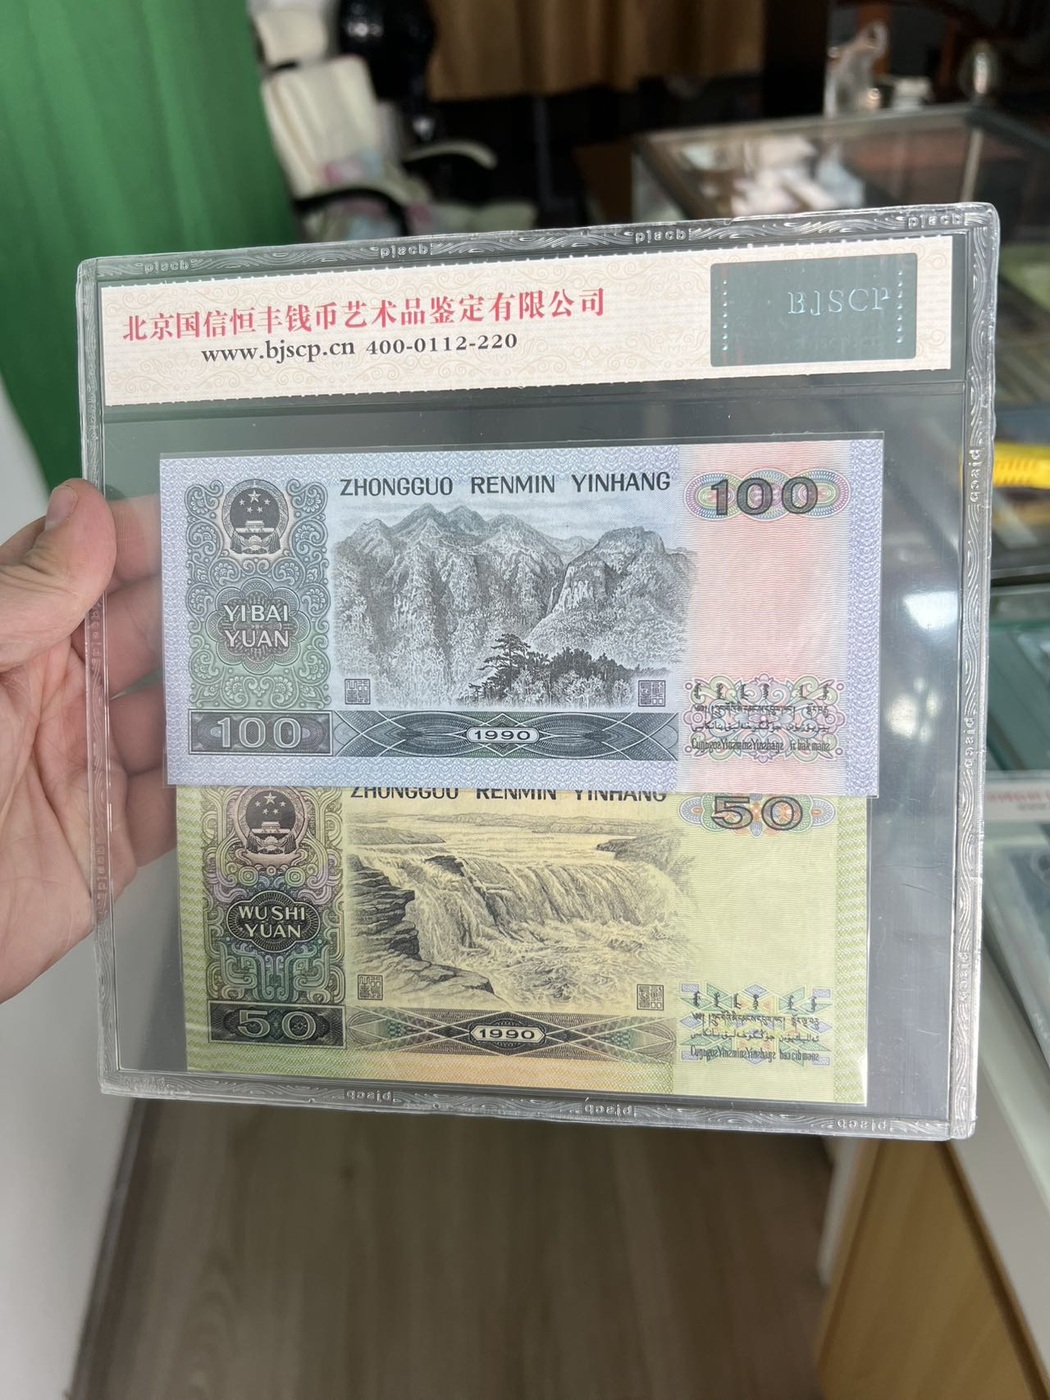 北京国信恒丰钱币艺术品鉴定有限公司
www.bjscp.cn 400-0112-220
BJSCP
ZHONGGUO RENMIN YINHANG
100
YIBAI
YUAN
100
1990
ZHONGGUO RENMIN YINHANG
50
WU SHI
YUAN
50
1990